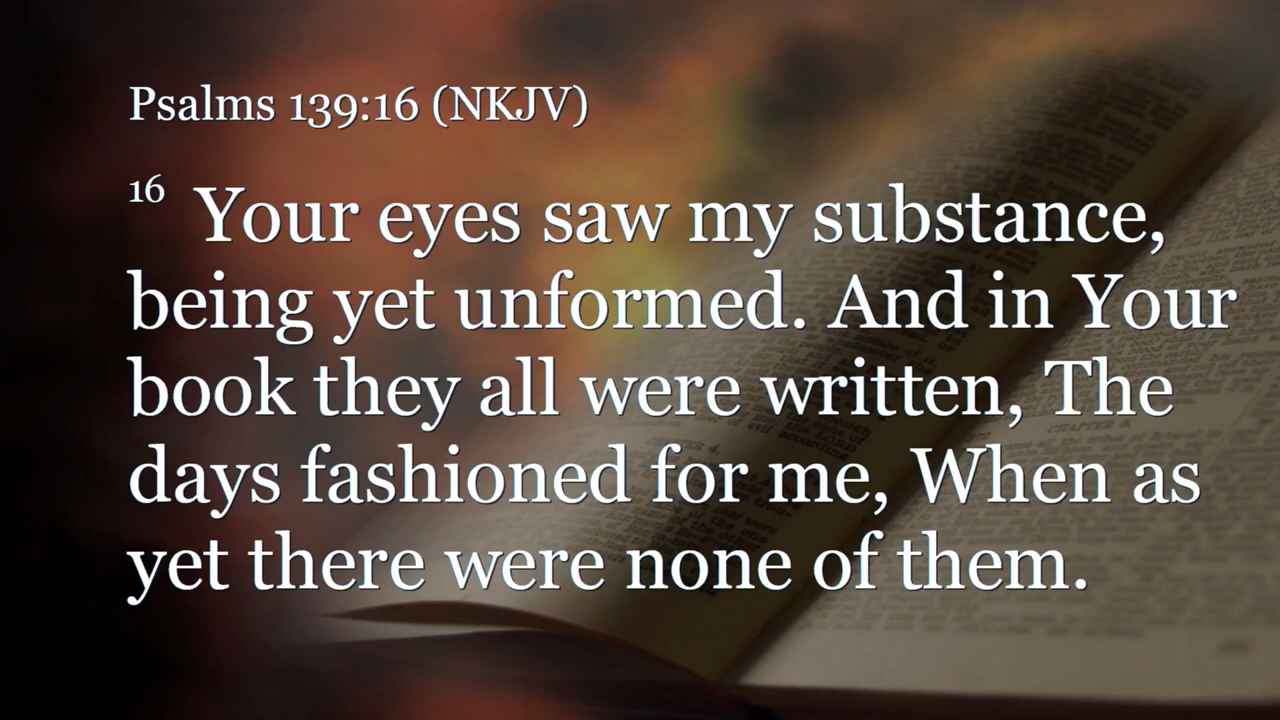 Psalms 139:16 (NKJV)
16 Your eyes saw my substance,
being yet unformed. And in Your
book they all were written, The
days fashioned for me, When as
yet there were none of them.